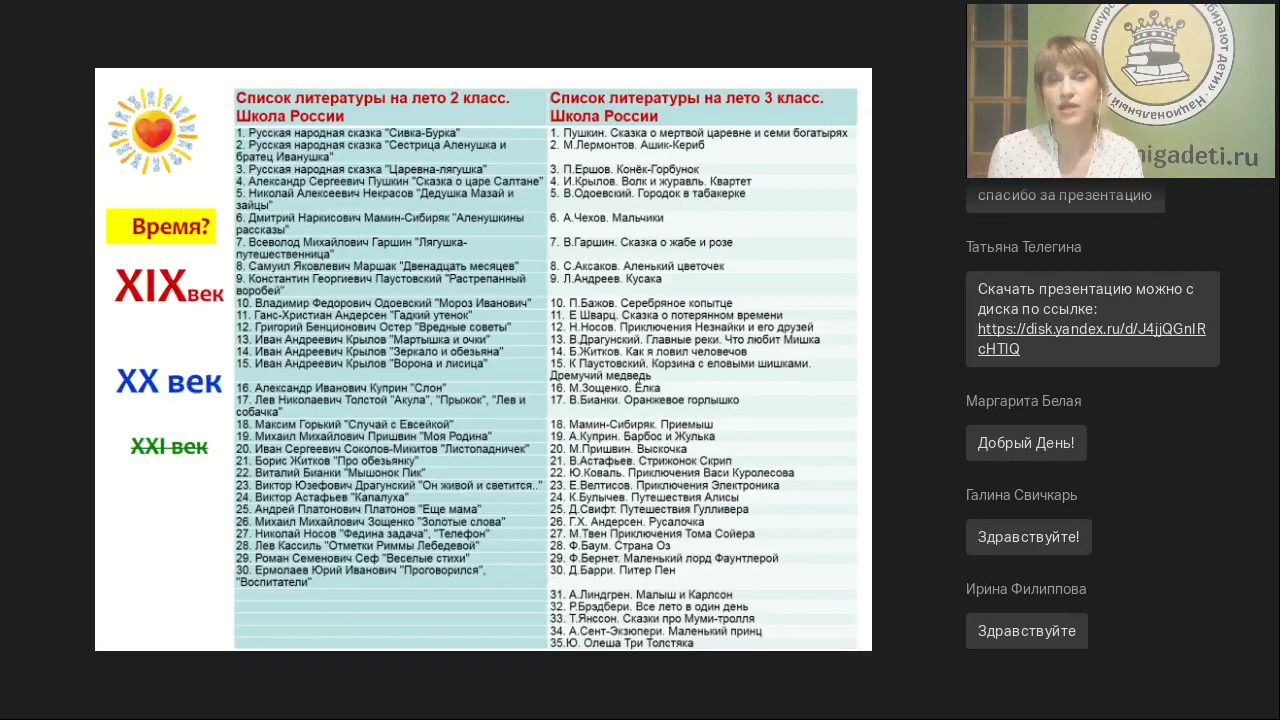 Время?
XIXвек
XX век
XXI век
Список литературы на лето 2 класс.
Школа России
1. Русская народная сказка "Сивка-Бурка"
2. Русская народная сказка "Сестрица Аленушка и
братец Иванушка"
3. Русская народная сказка "Царевна-лягушка"
4. Александр Сергеевич Пушкин "Сказка о царе Салтане"
5. Николай Алексеевич Некрасов "Дедушка Мазай и
зайцы"
6. Дмитрий Наркисович Мамин-Сибиряк "Аленушкины
рассказы"
7. Всеволод Михайлович Гаршин "Лягушка-
путешественница"
8. Самуил Яковлевич Маршак "Двенадцать месяцев"
9. Константин Георгиевич Паустовский "Растрепанный
воробей"
10. Владимир Федорович Одоевский "Мороз Иванович"
11. Ганс-Христиан Андерсен "Гадкий утенок"
12. Григорий Бенционович Остер "Вредные советы"
13. Иван Андреевич Крылов "Мартышка и очки"
14. Иван Андреевич Крылов "Зеркало и обезьяна"
15. Иван Андреевич Крылов "Ворона и лисица"
16. Александр Иванович Куприн "Слон"
17. Лев Николаевич Толстой "Акула", "Прыжок", "Лев и
собачка"
18. Максим Горький "Случай с Евсейкой"
19. Михаил Михайлович Пришвин "Моя Родина"
20. Иван Сергеевич Соколов-Микитов "Листопадничек"
21. Борис Житков "Про обезьянку"
22. Виталий Бианки "Мышонок Пик"
23. Виктор Юзефович Драгунский "Он живой и светится.."
24. Виктор Астафьев "Капалуха"
25. Андрей Платонович Платонов "Еще мама"
26. Михаил Михайлович Зощенко "Золотые слова"
27. Николай Носов "Федина задача", "Телефон"
28. Лев Кассиль "Отметки Риммы Лебедевой"
29. Роман Семенович Сеф "Веселые стихи"
30. Ермолаев Юрий Иванович "Проговорился",
"Воспитатели"
Список литературы на лето 3 класс.
Школа России
1. Пушкин. Сказка о мертвой царевне и семи богатырях
2. М.Лермонтов. Ашик-Кериб
3. П.Ершов. Конёк-Горбунок
4. И.Крылов. Волк и журавль. Квартет
5. В.Одоевский. Городок в табакерке
6. А.Чехов. Мальчики
7. В.Гаршин. Сказка о жабе и розе
8. С.Аксаков. Аленький цветочек
9. Л.Андреев. Кусака
10. П.Бажов. Серебряное копытце
11. Е Шварц. Сказка о потерянном времени
12. Н.Носов. Приключения Незнайки и его друзей
13. В.Драгунский. Главные реки. Что любит Мишка
14. Б.Житков. Как я ловил человечов
15. К Паустовский. Корзина с еловыми шишками.
Дремучий медведь
16. М.Зощенко. Ёлка
17. В.Бианки. Оранжевое горлышко
18. Мамин-Сибиряк. Приемыш
19. А.Куприн. Барбос и Жулька
20. М.Пришвин. Выскочка
21. В.Астафьев. Стрижонок Скрип
22. Ю.Коваль. Приключения Васи Куролесова
23. Е.Велтисов. Приключения Электроника
24. К.Булычев. Путешествия Алисы
25. Д.Свифт. Путешествия Гулливера
26. Г.Х. Андерсен. Русалочка
27. М.Твен Приключения Тома Сойера
28. Ф.Баум. Страна Оз
29. Ф.Бернет. Маленький лорд Фаунтлерой
30. Д.Барри. Питер Пен
31. А.Линдгрен. Малыш и Карлсон
32. Р.Брэдбери. Все лето в один день
33. Т.Янссон. Сказки про Муми-тролля
34. А.Сент-Экзюпери. Маленький принц
35.Ю. Олеша Три Толстяка
nigadeti.ru
спасибо за презентацию
Татьяна Телегина
Скачать презентацию можно с
диска по ссылке:
https://disk.yandex.ru/d/J4jjQGnIR
cHTlQ
Маргарита Белая
Добрый День!
Галина Свичкарь
Здравствуйте!
Ирина Филиппова
Здравствуйте